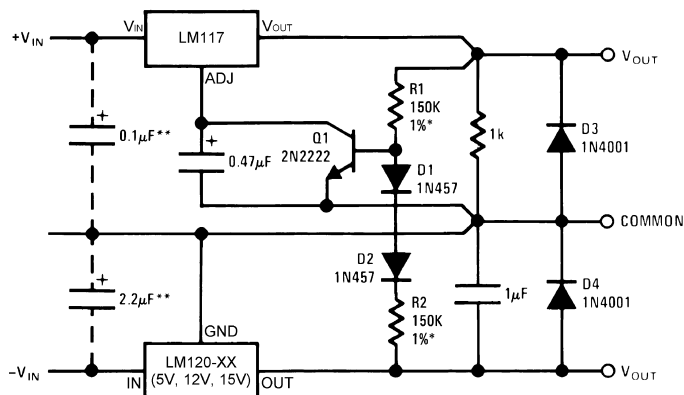 +VIN
VIN
LM117
VOUT
ADJ
VOUT
R1
150K
1%*
1k
D3
1N4001
0.1µF**
0.47µF
Q1
2N2222
D1
1N457
COMMON
D2
1N457
2.2µF**
R2
150K
1%*
1µF
D4
1N4001
GND
-VIN
IN
LM120-XX
(5V, 12V, 15V)
OUT
VOUT